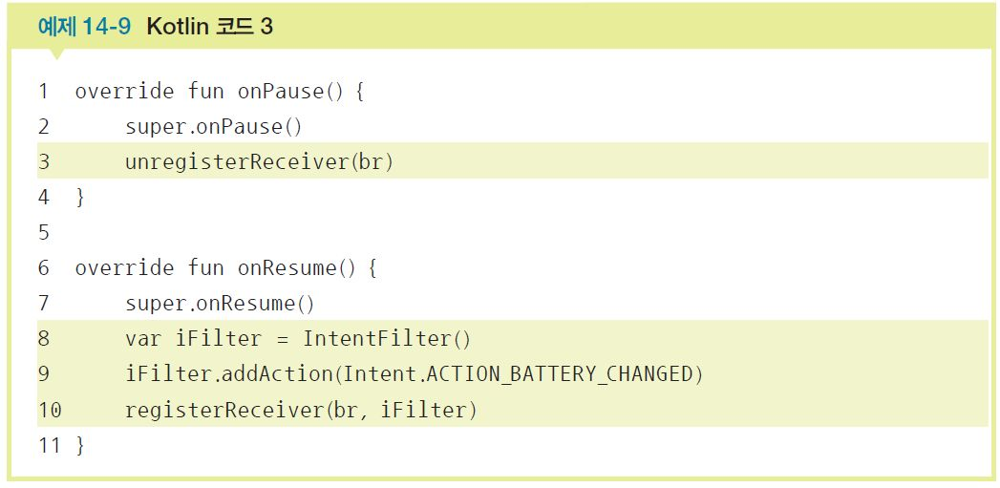 예제 14-9 Kotlin 코드 3
1 override fun onPause() {
2 super.onPause()
3 unregisterReceiver(br)
4 }
5
6 override fun onResume() {
7 super.onResume()
8 var iFilter = IntentFilter()
9 iFilter.addAction(Intent.ACTION_BATTERY_CHANGED)
10 registerReceiver(br, iFilter)
11 }